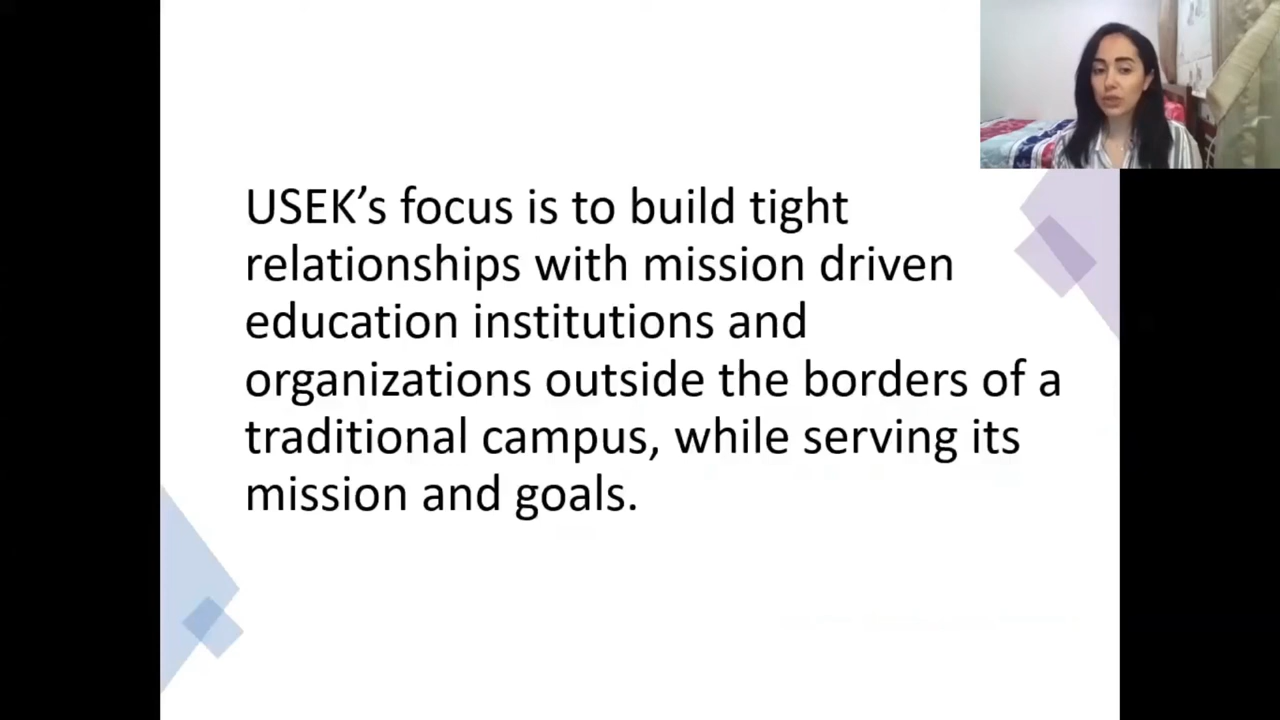 USEK’s focus is to build tight
relationships with mission driven
education institutions and
organizations outside the borders of a
traditional campus, while serving its
mission and goals.